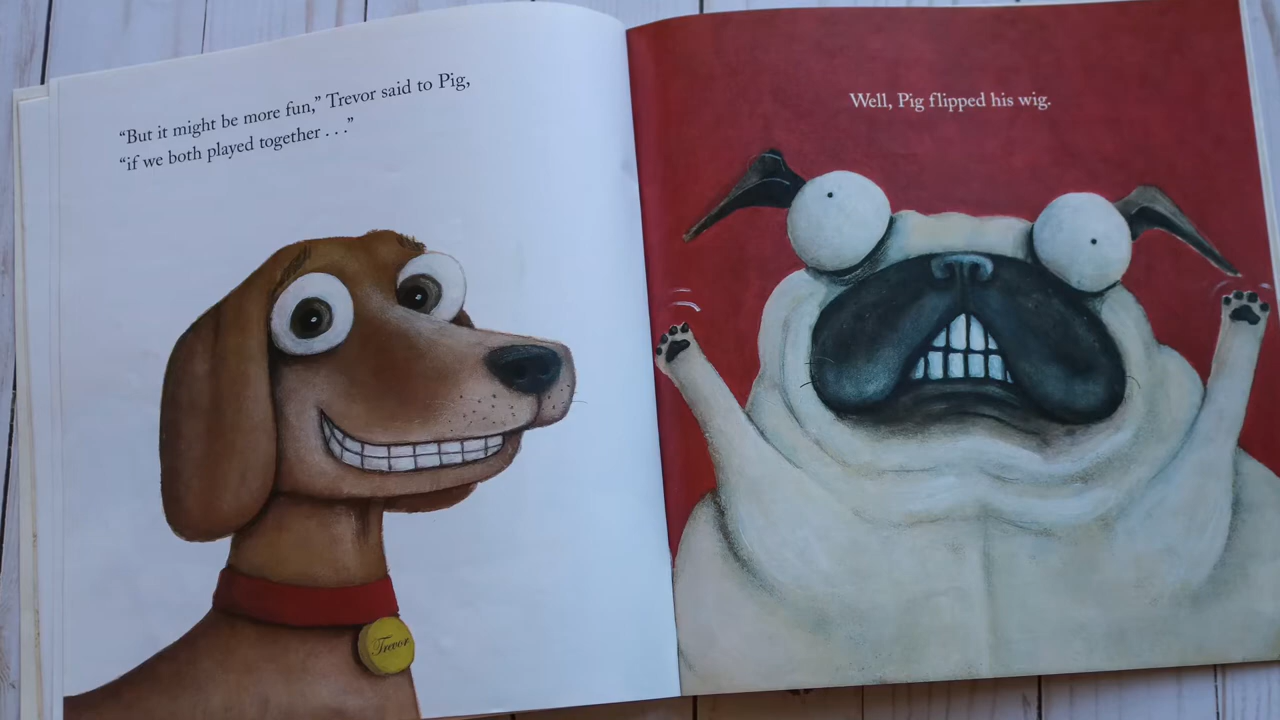 “But it might be more fun,” Trevor said to Pig,
“if we both played together . . .”
Trevor
Well, Pig flipped his wig.